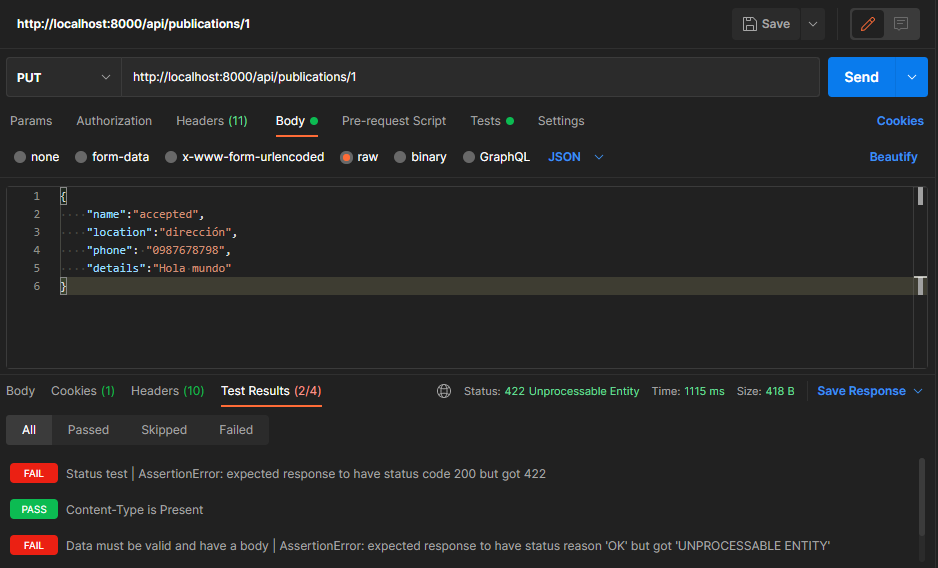 http://localhost:8000/api/publications/1 Save
PUT http://localhost:8000/api/publications/1 Send
Params Authorization Headers (11) Body Pre-request Script Tests Settings Cookies
none form-data x-www-form-urlencoded raw binary GraphQL JSON Beautify
1 {
2 "name":"accepted",
3 "location":"dirección",
4 "phone": "0987678798",
5 "details":"Hola mundo"
6 }
Body Cookies (1) Headers (10) Test Results (2/4) Status: 422 Unprocessable Entity Time: 1115 ms Size: 418 B Save Response
All Passed Skipped Failed
FAIL Status test | AssertionError: expected response to have status code 200 but got 422
PASS Content-Type is Present
FAIL Data must be valid and have a body | AssertionError: expected response to have status reason 'OK' but got 'UNPROCESSABLE ENTITY'